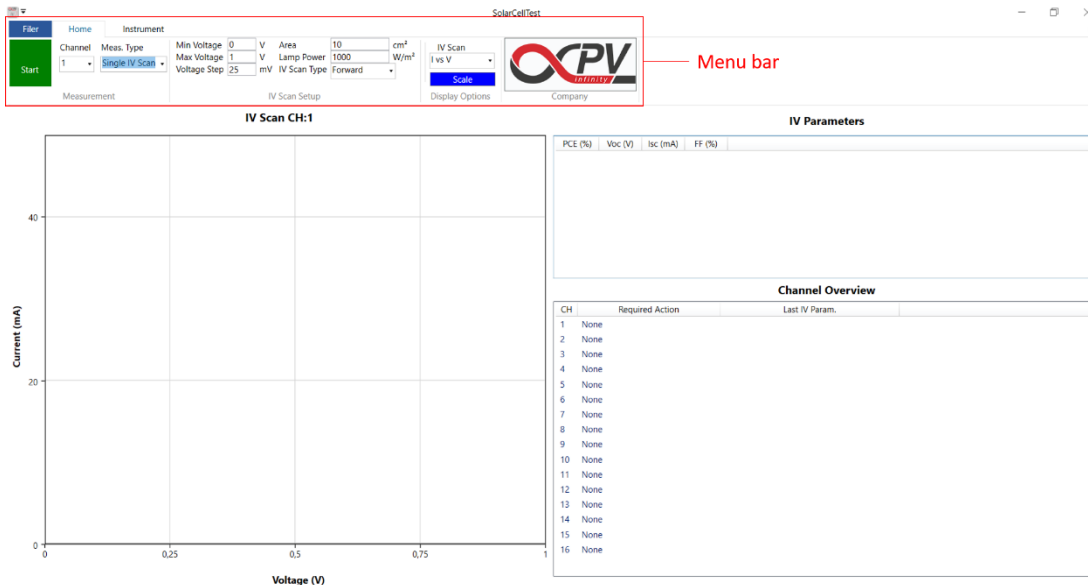 SolarCellTest
Filer Home Instrument
Start
Channel Meas. Type
1 Single IV Scan
Measurement
Min Voltage 0 V Area 10 cm²
Max Voltage 1 V Lamp Power 1000 W/m²
Voltage Step 25 mV IV Scan Type Forward
IV Scan Setup
IV Scan
I vs V
Scale
Display Options
PV
infinity
Company
Menu bar
IV Scan CH:1
Current (mA)
40
20
0
0 0,25 0,5 0,75 1
Voltage (V)
IV Parameters
PCE (%) Voc (V) Isc (mA) FF (%)
Channel Overview
CH Required Action Last IV Param.
1 None
2 None
3 None
4 None
5 None
6 None
7 None
8 None
9 None
10 None
11 None
12 None
13 None
14 None
15 None
16 None